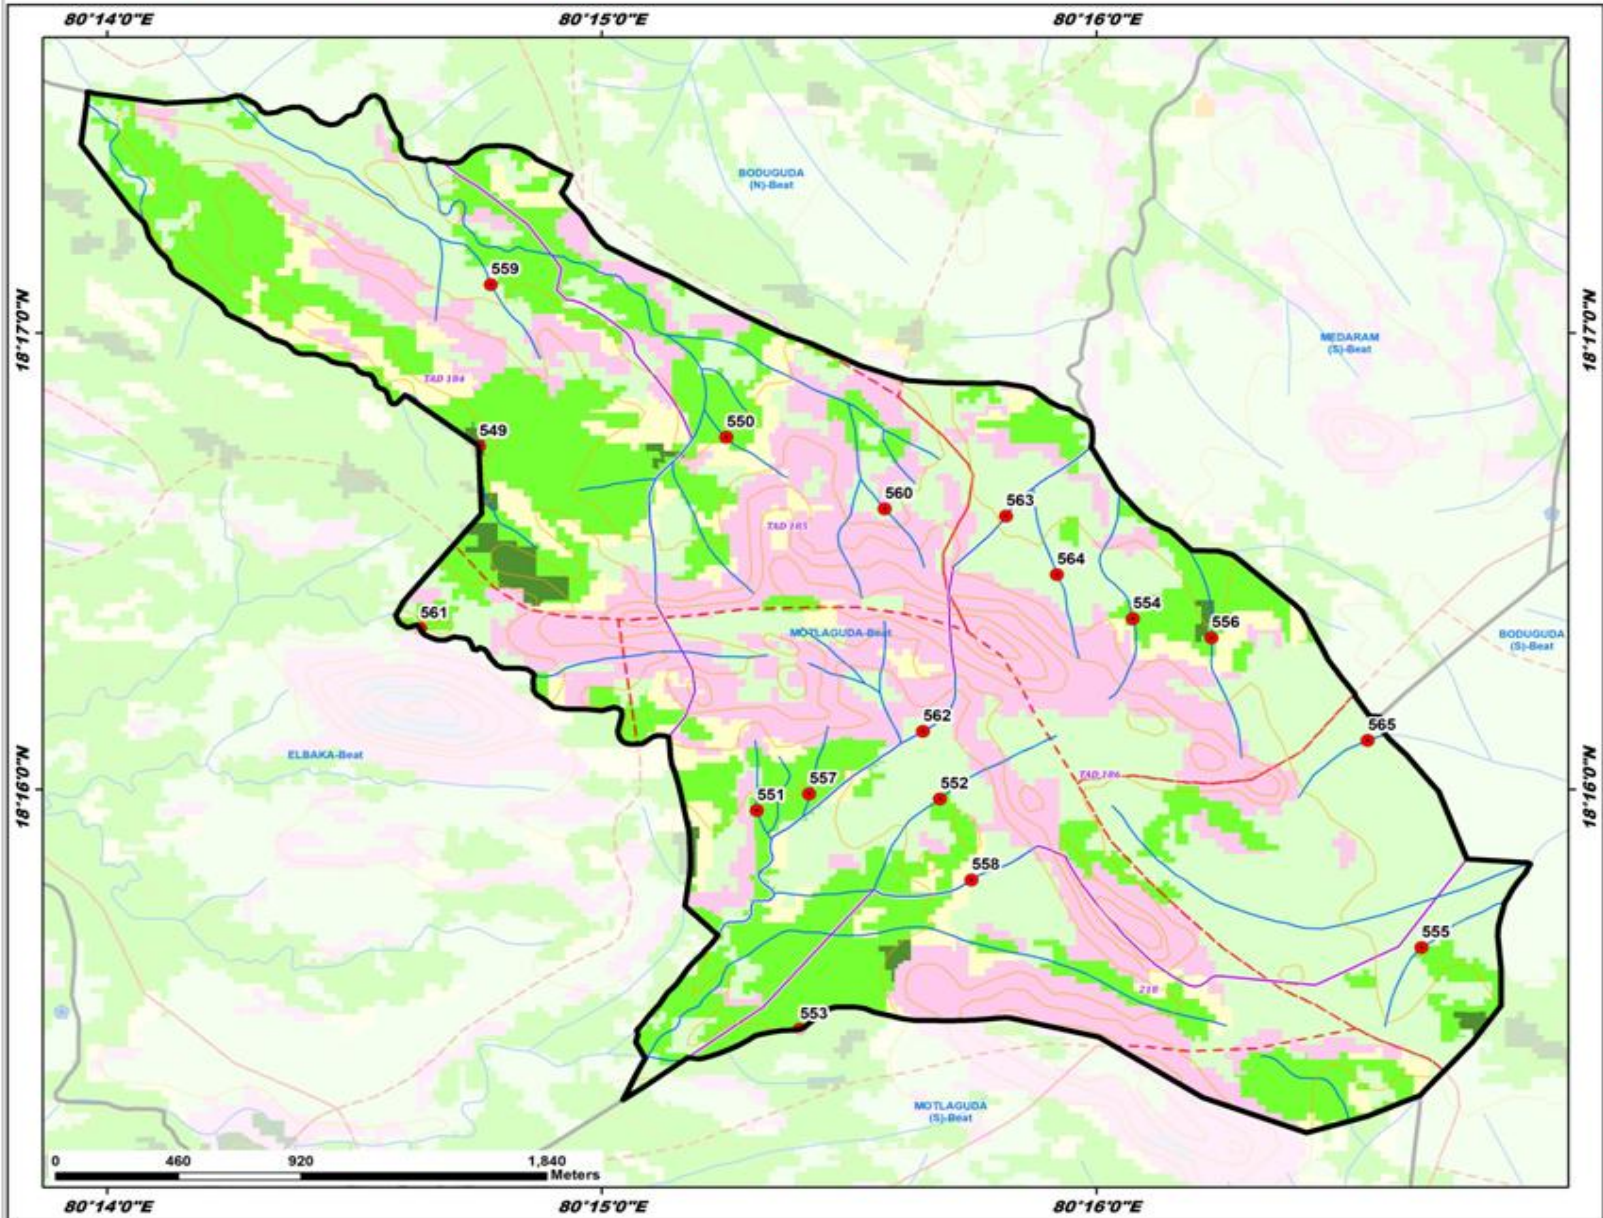 80°14'0"E
80°15'0"E
80°16'0"E
BODUGUDA
(N)-Beat
559
18°17'0"N
18°17'0"N
MEDARAM
(S)-Beat
TAD 184
549
550
560
563
TAD 185
564
561
554
556
MOTLAGUDA-Beat
BODUGUDA
(S)-Beat
562
565
ELBAKA-Beat
18°16'0"N
18°16'0"N
TAD 186
557
552
551
558
555
218
553
MOTLAGUDA
(S)-Beat
0
460
920
1,840
Meters
80°14'0"E
80°15'0"E
80°16'0"E